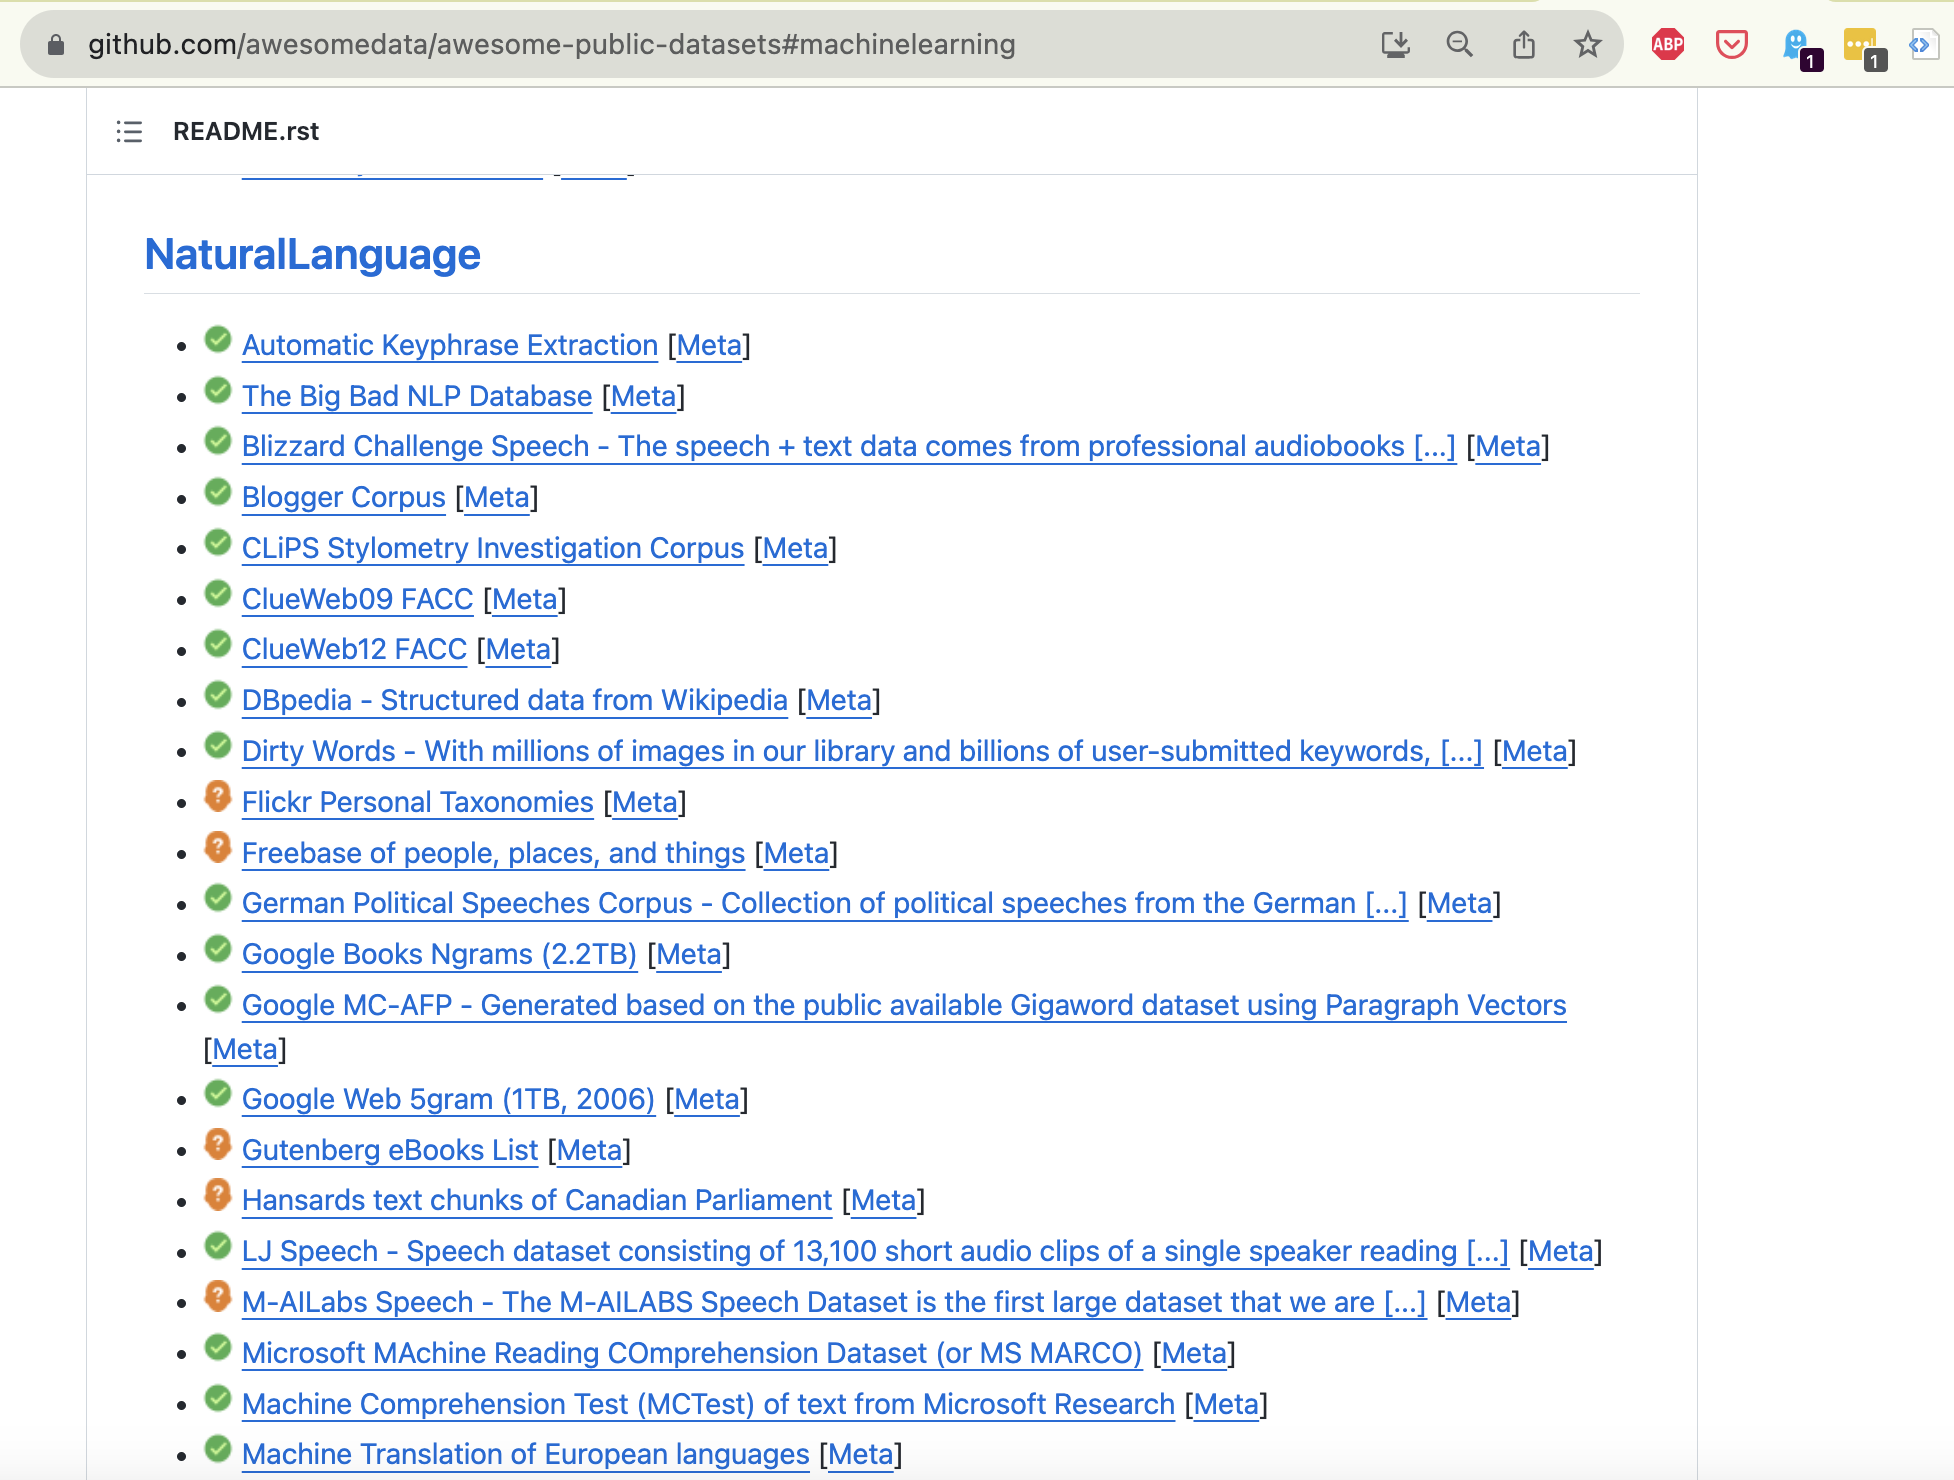 github.com/awesomedata/awesome-public-datasets#machinelearning
ABP
1
1
README.rst
NaturalLanguage
Automatic Keyphrase Extraction [Meta]
The Big Bad NLP Database [Meta]
Blizzard Challenge Speech - The speech + text data comes from professional audiobooks [...] [Meta]
Blogger Corpus [Meta]
CLiPS Stylometry Investigation Corpus [Meta]
ClueWeb09 FACC [Meta]
ClueWeb12 FACC [Meta]
DBpedia - Structured data from Wikipedia [Meta]
Dirty Words - With millions of images in our library and billions of user-submitted keywords, [...] [Meta]
Flickr Personal Taxonomies [Meta]
Freebase of people, places, and things [Meta]
German Political Speeches Corpus - Collection of political speeches from the German [...] [Meta]
Google Books Ngrams (2.2TB) [Meta]
Google MC-AFP - Generated based on the public available Gigaword dataset using Paragraph Vectors
[Meta]
Google Web 5gram (1TB, 2006) [Meta]
Gutenberg eBooks List [Meta]
Hansards text chunks of Canadian Parliament [Meta]
LJ Speech - Speech dataset consisting of 13,100 short audio clips of a single speaker reading [...] [Meta]
M-AILabs Speech - The M-AILABS Speech Dataset is the first large dataset that we are [...] [Meta]
Microsoft MAchine Reading COmprehension Dataset (or MS MARCO) [Meta]
Machine Comprehension Test (MCTest) of text from Microsoft Research [Meta]
Machine Translation of European languages [Meta]